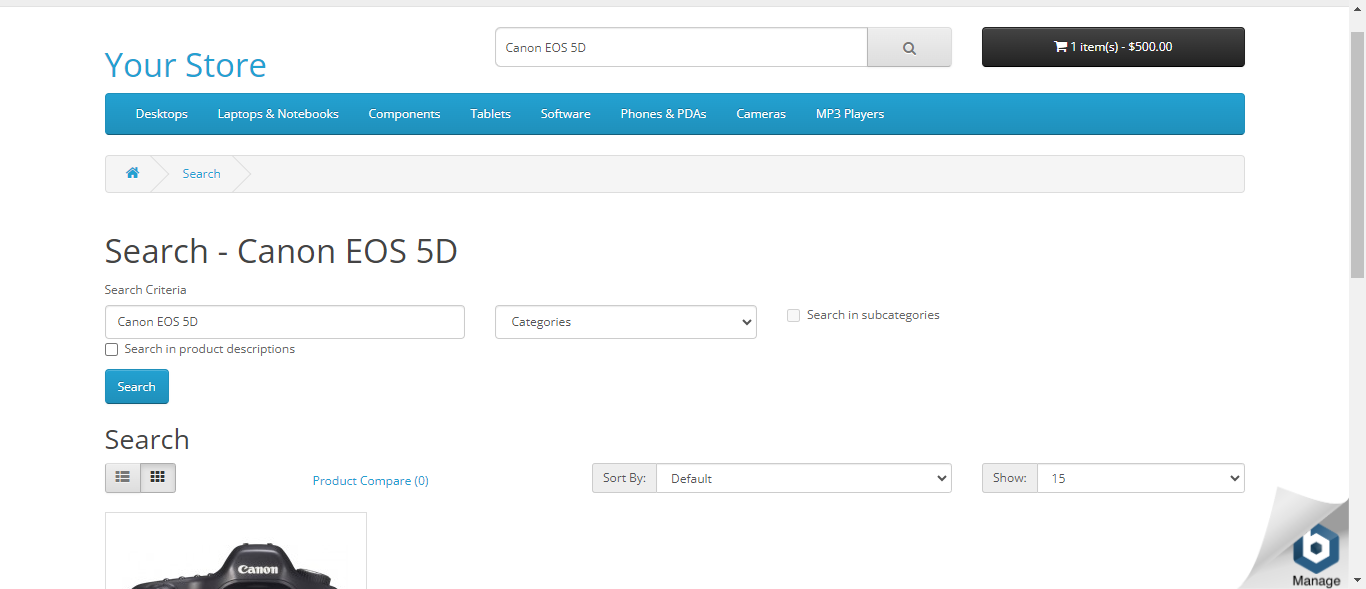 Canon EOS 5D
1 item(s) - $500.00
Your Store
Desktops Laptops & Notebooks Components Tablets Software Phones & PDAs Cameras MP3 Players
Search
Search - Canon EOS 5D
Search Criteria
Canon EOS 5D Categories Search in subcategories
Search in product descriptions
Search
Search
Product Compare (0) Sort By: Default Show: 15
Canon
b
Manage